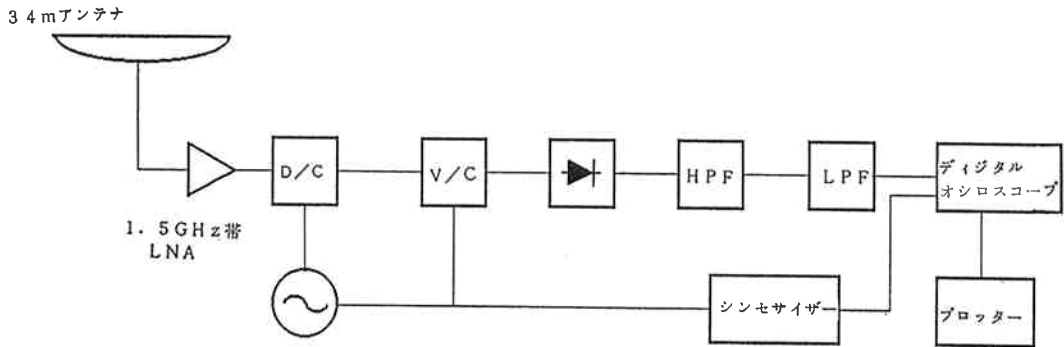 34mアンテナ
1.5GHz帯
LNA
D/C
V/C
HPF
LPF
ディジタル
オシロスコープ
シンセサイザー
プロッター